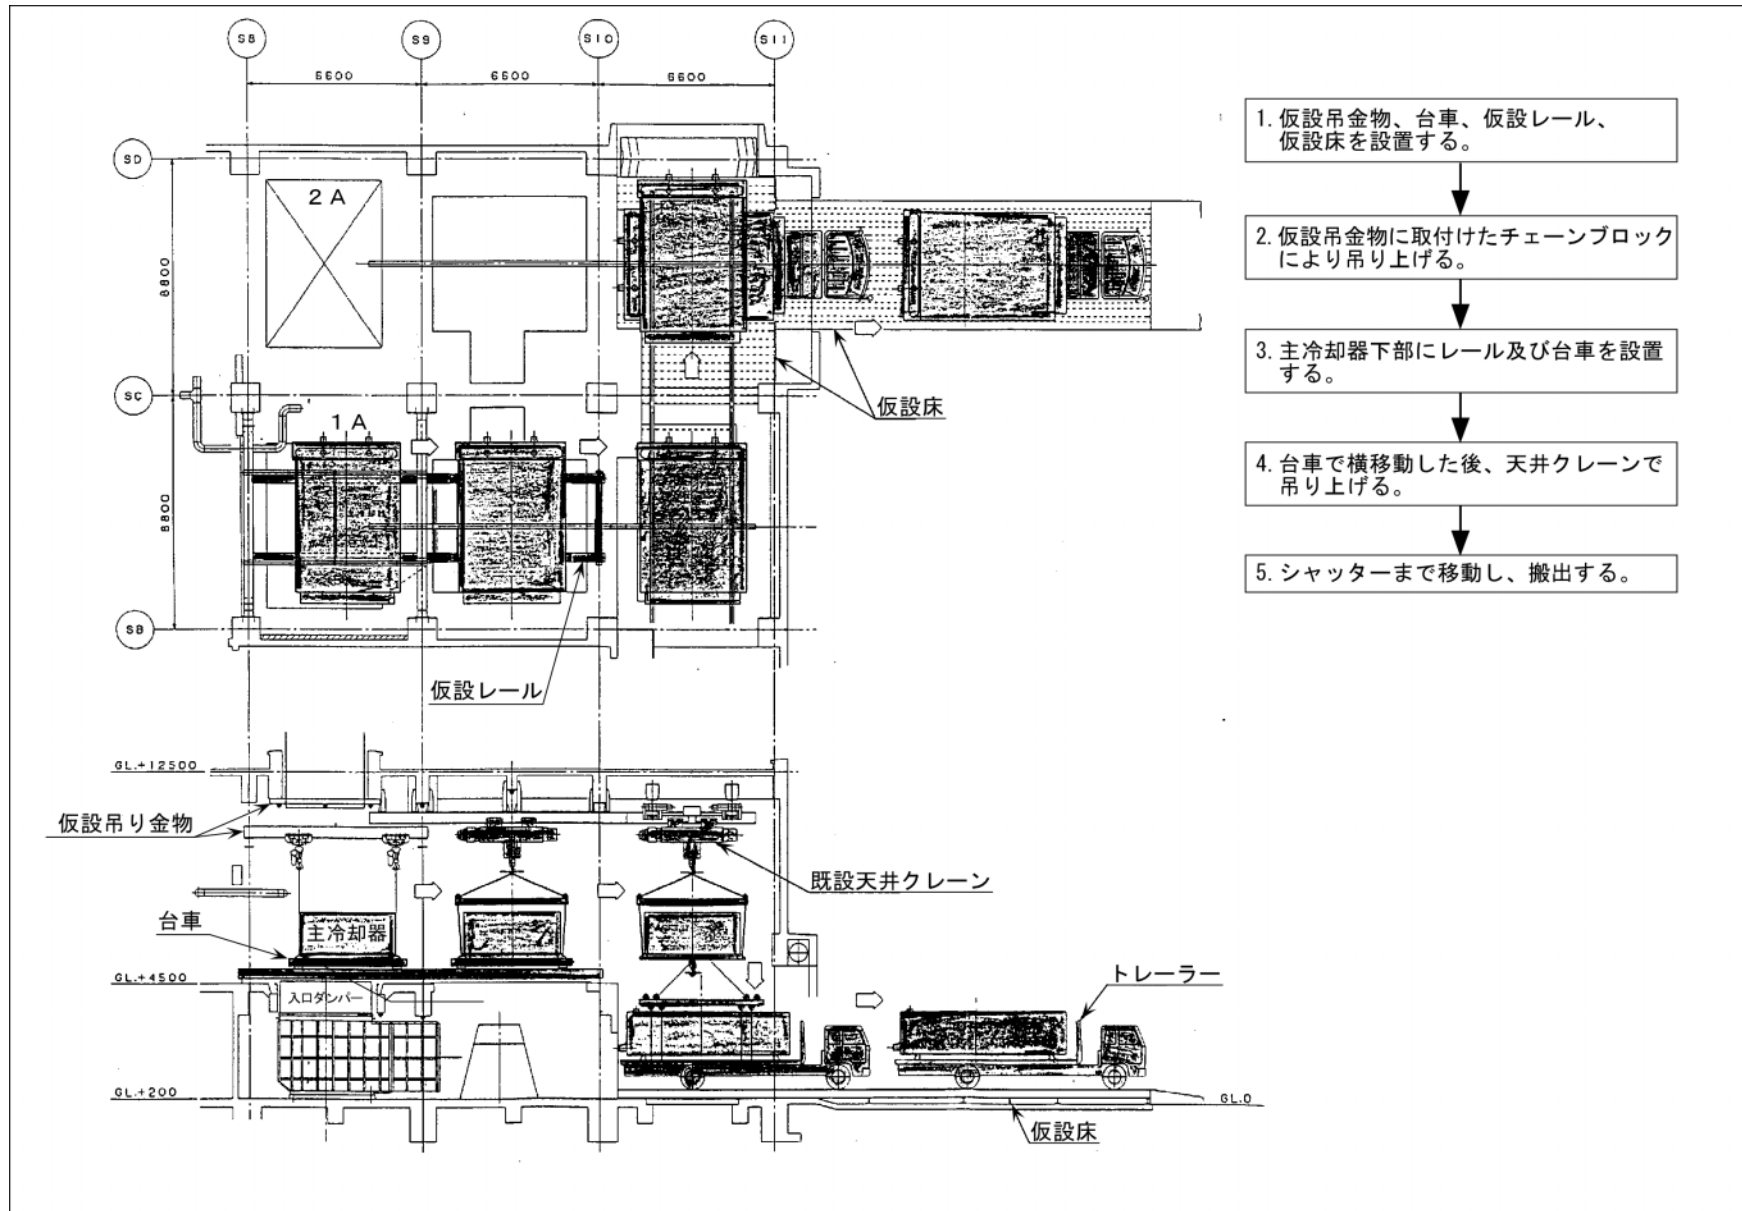 S8
S9
S10
S11
6600
6600
6600
SD
8800
SC
8800
SB
2A
1A
仮設床
仮設レール
1. 仮設吊金物、台車、仮設レール、
仮設床を設置する。
2. 仮設吊金物に取付けたチェーンブロック
により吊り上げる。
3. 主冷却器下部にレール及び台車を設置
する。
4. 台車で横移動した後、天井クレーンで
吊り上げる。
5. シャッターまで移動し、搬出する。
GL.+12500
仮設吊り金物
既設天井クレーン
台車
主冷却器
GL.+4500
入口ダンパー
トレーラー
GL.+200
GL.0
仮設床